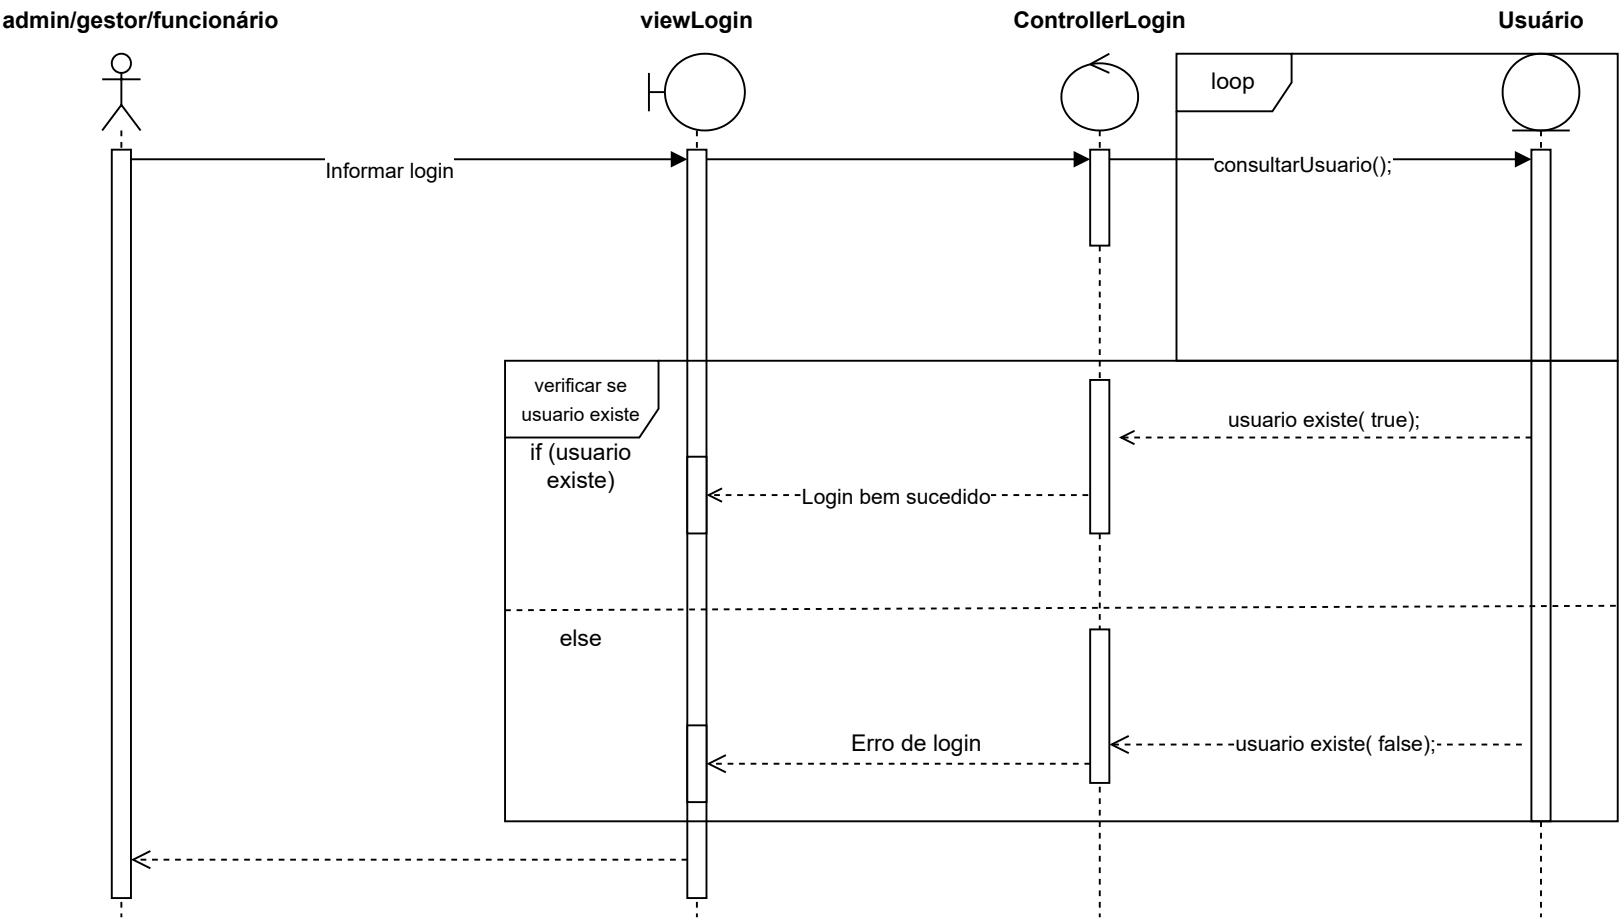 admin/gestor/funcionário
viewLogin
ControllerLogin
Usuário
loop
Informar login
consultarUsuario();
verificar se
usuario existe
if (usuario
existe)
usuario existe( true);
Login bem sucedido
else
Erro de login
usuario existe( false);